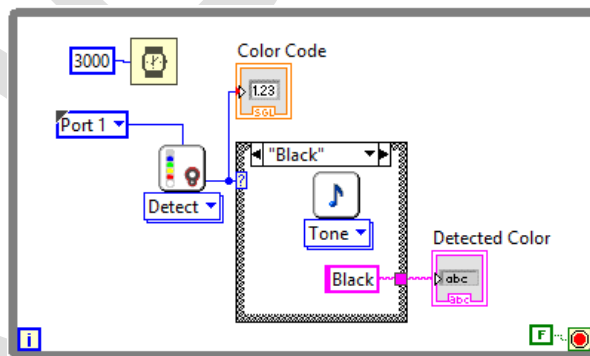 Color Code
3000
1.23
SGL
Port 1
"Black"
?
Detect
Tone
Detected Color
Black
abc
abc
i
F